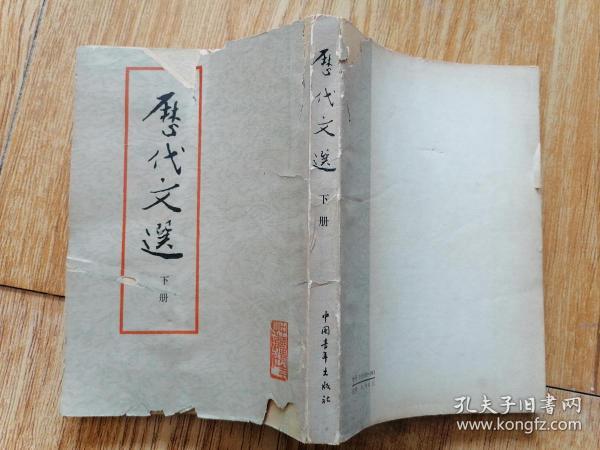 歷代文選
下册
歷代文選
下册
中国青年出版社
孔夫子旧书网
www.kongfz.com